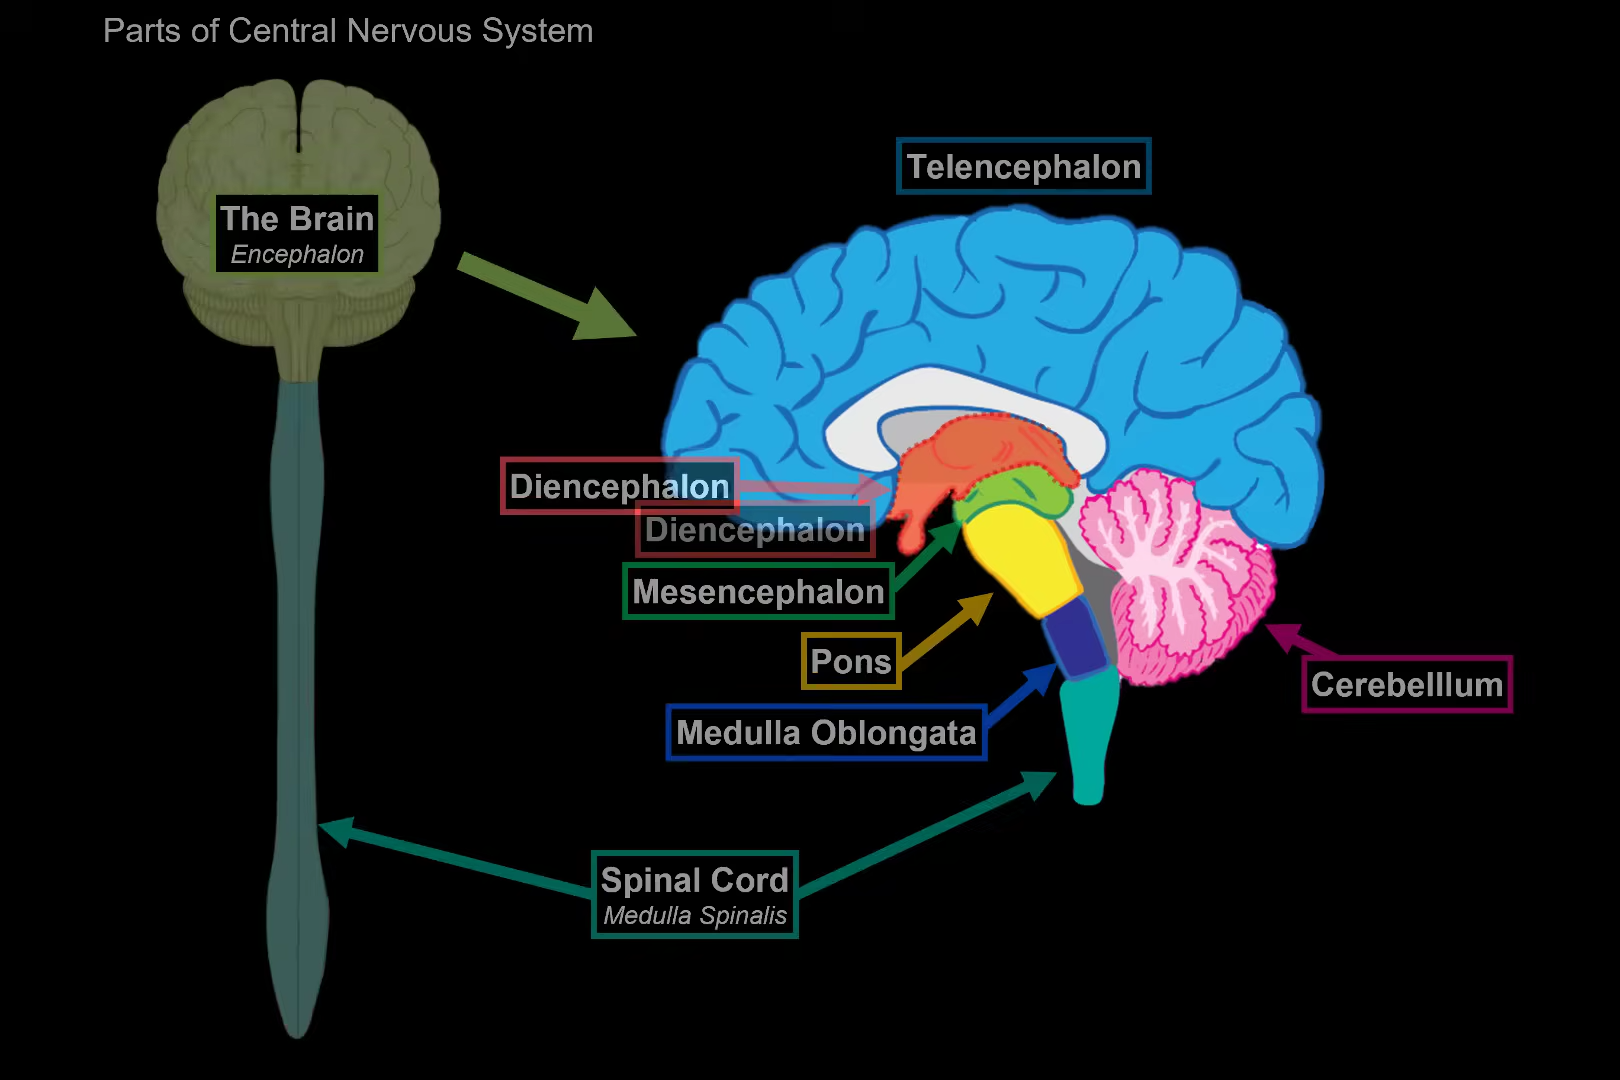 Parts of Central Nervous System
Telencephalon
The Brain
Encephalon
Diencephalon
Diencephalon
Mesencephalon
Pons
Cerebelllum
Medulla Oblongata
Spinal Cord
Medulla Spinalis